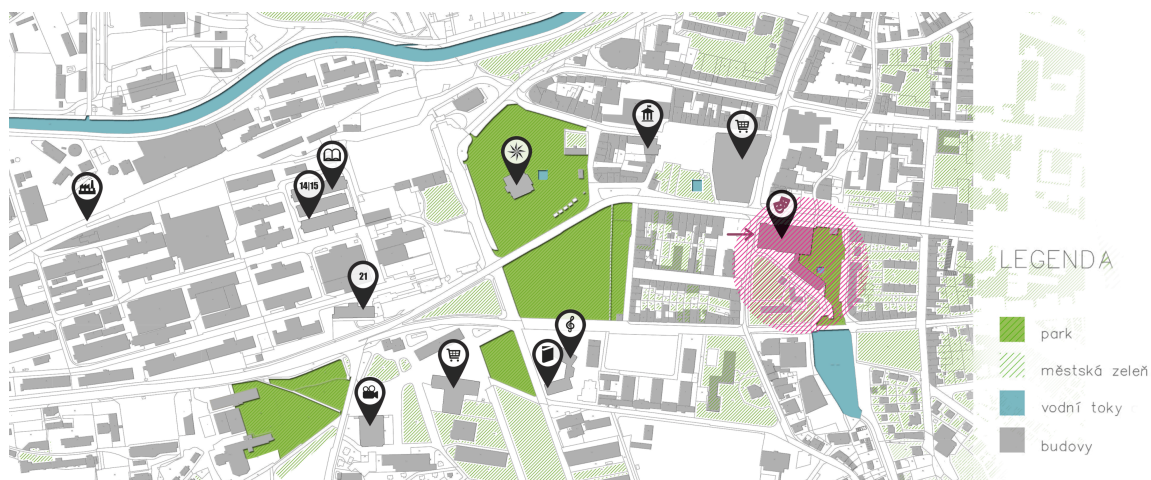 14|15
21
LEGENDA
park
městská zeleň
vodní toky
budovy